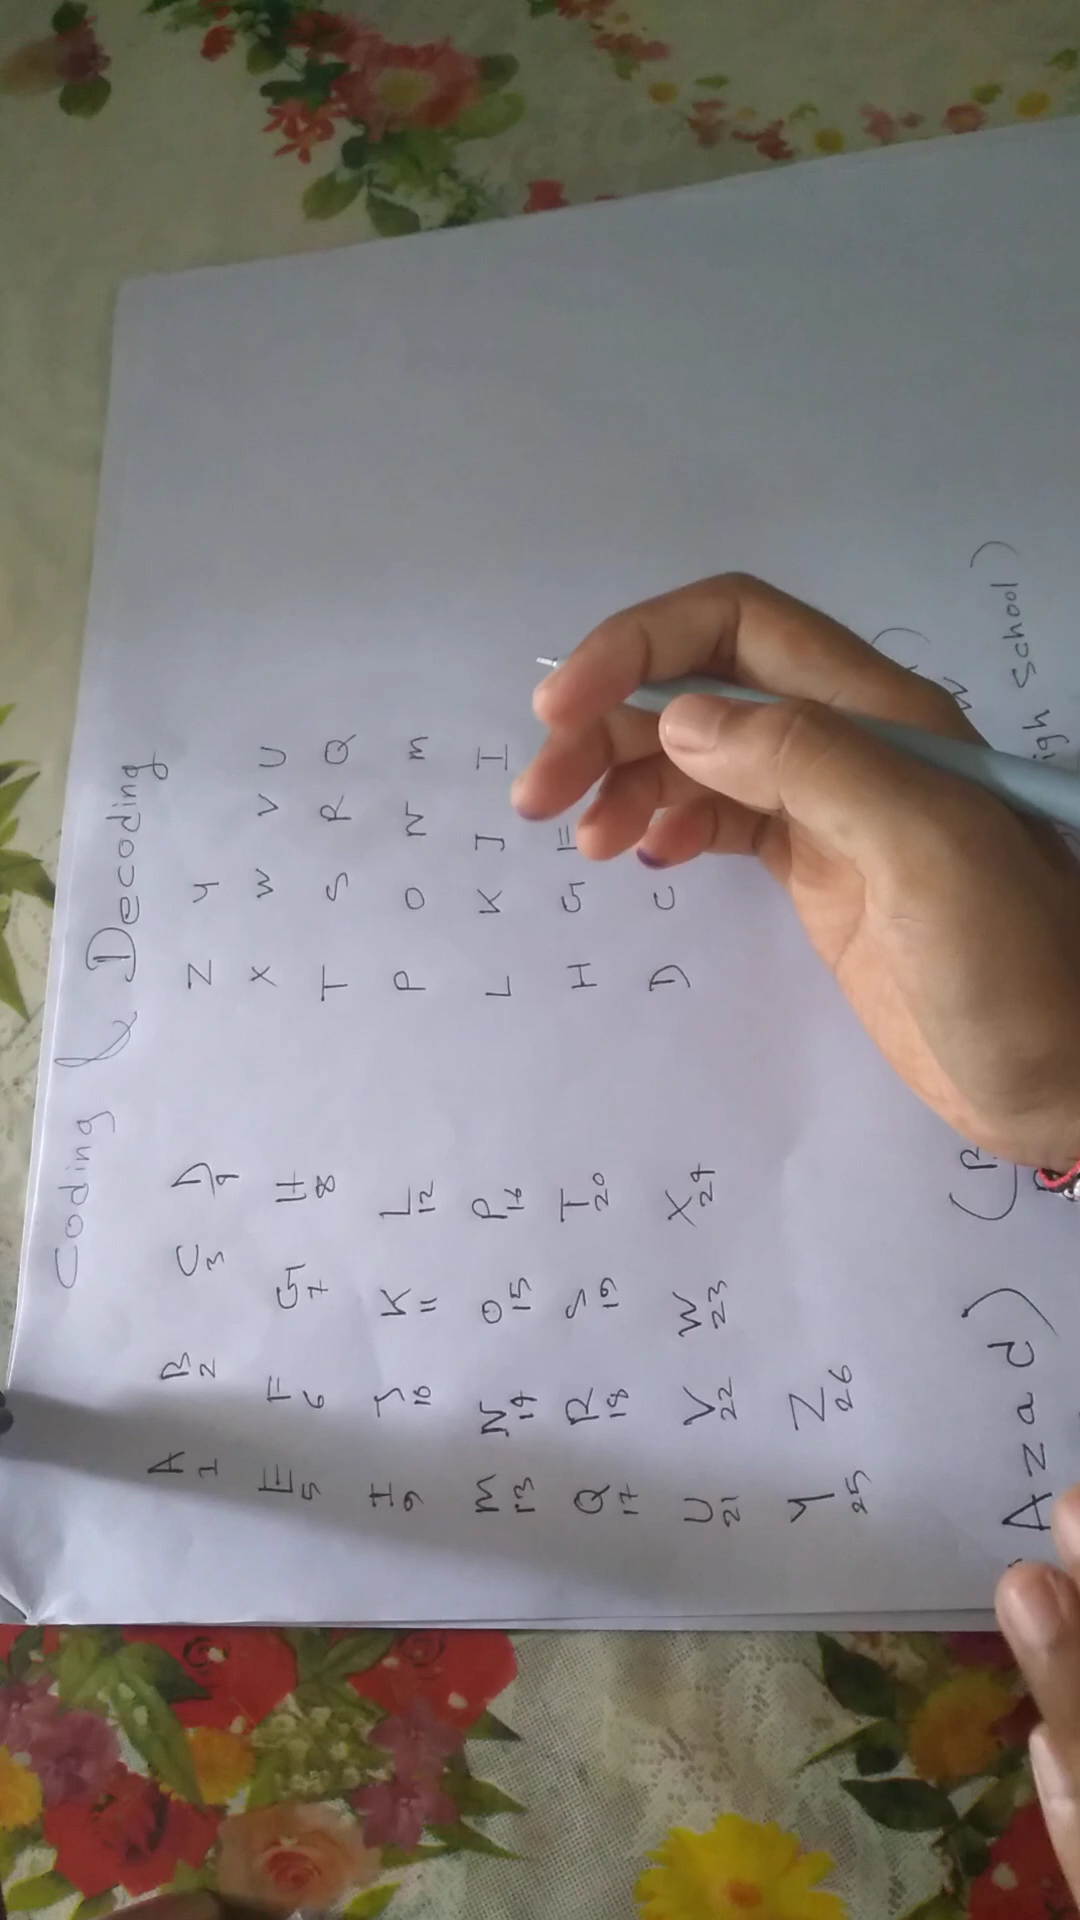 Coding & Decoding
A B C D
1 2 3 4
E F G H
5 6 7 8
I J K L
9 10 11 12
M N O P
13 14 15 16
Q R S T
17 18 19 20
U V W X
21 22 23 24
Y Z
25 26
Z Y
X W V U
T S R Q
P O N M
L K J I
H G F
D C
Azad)
School)